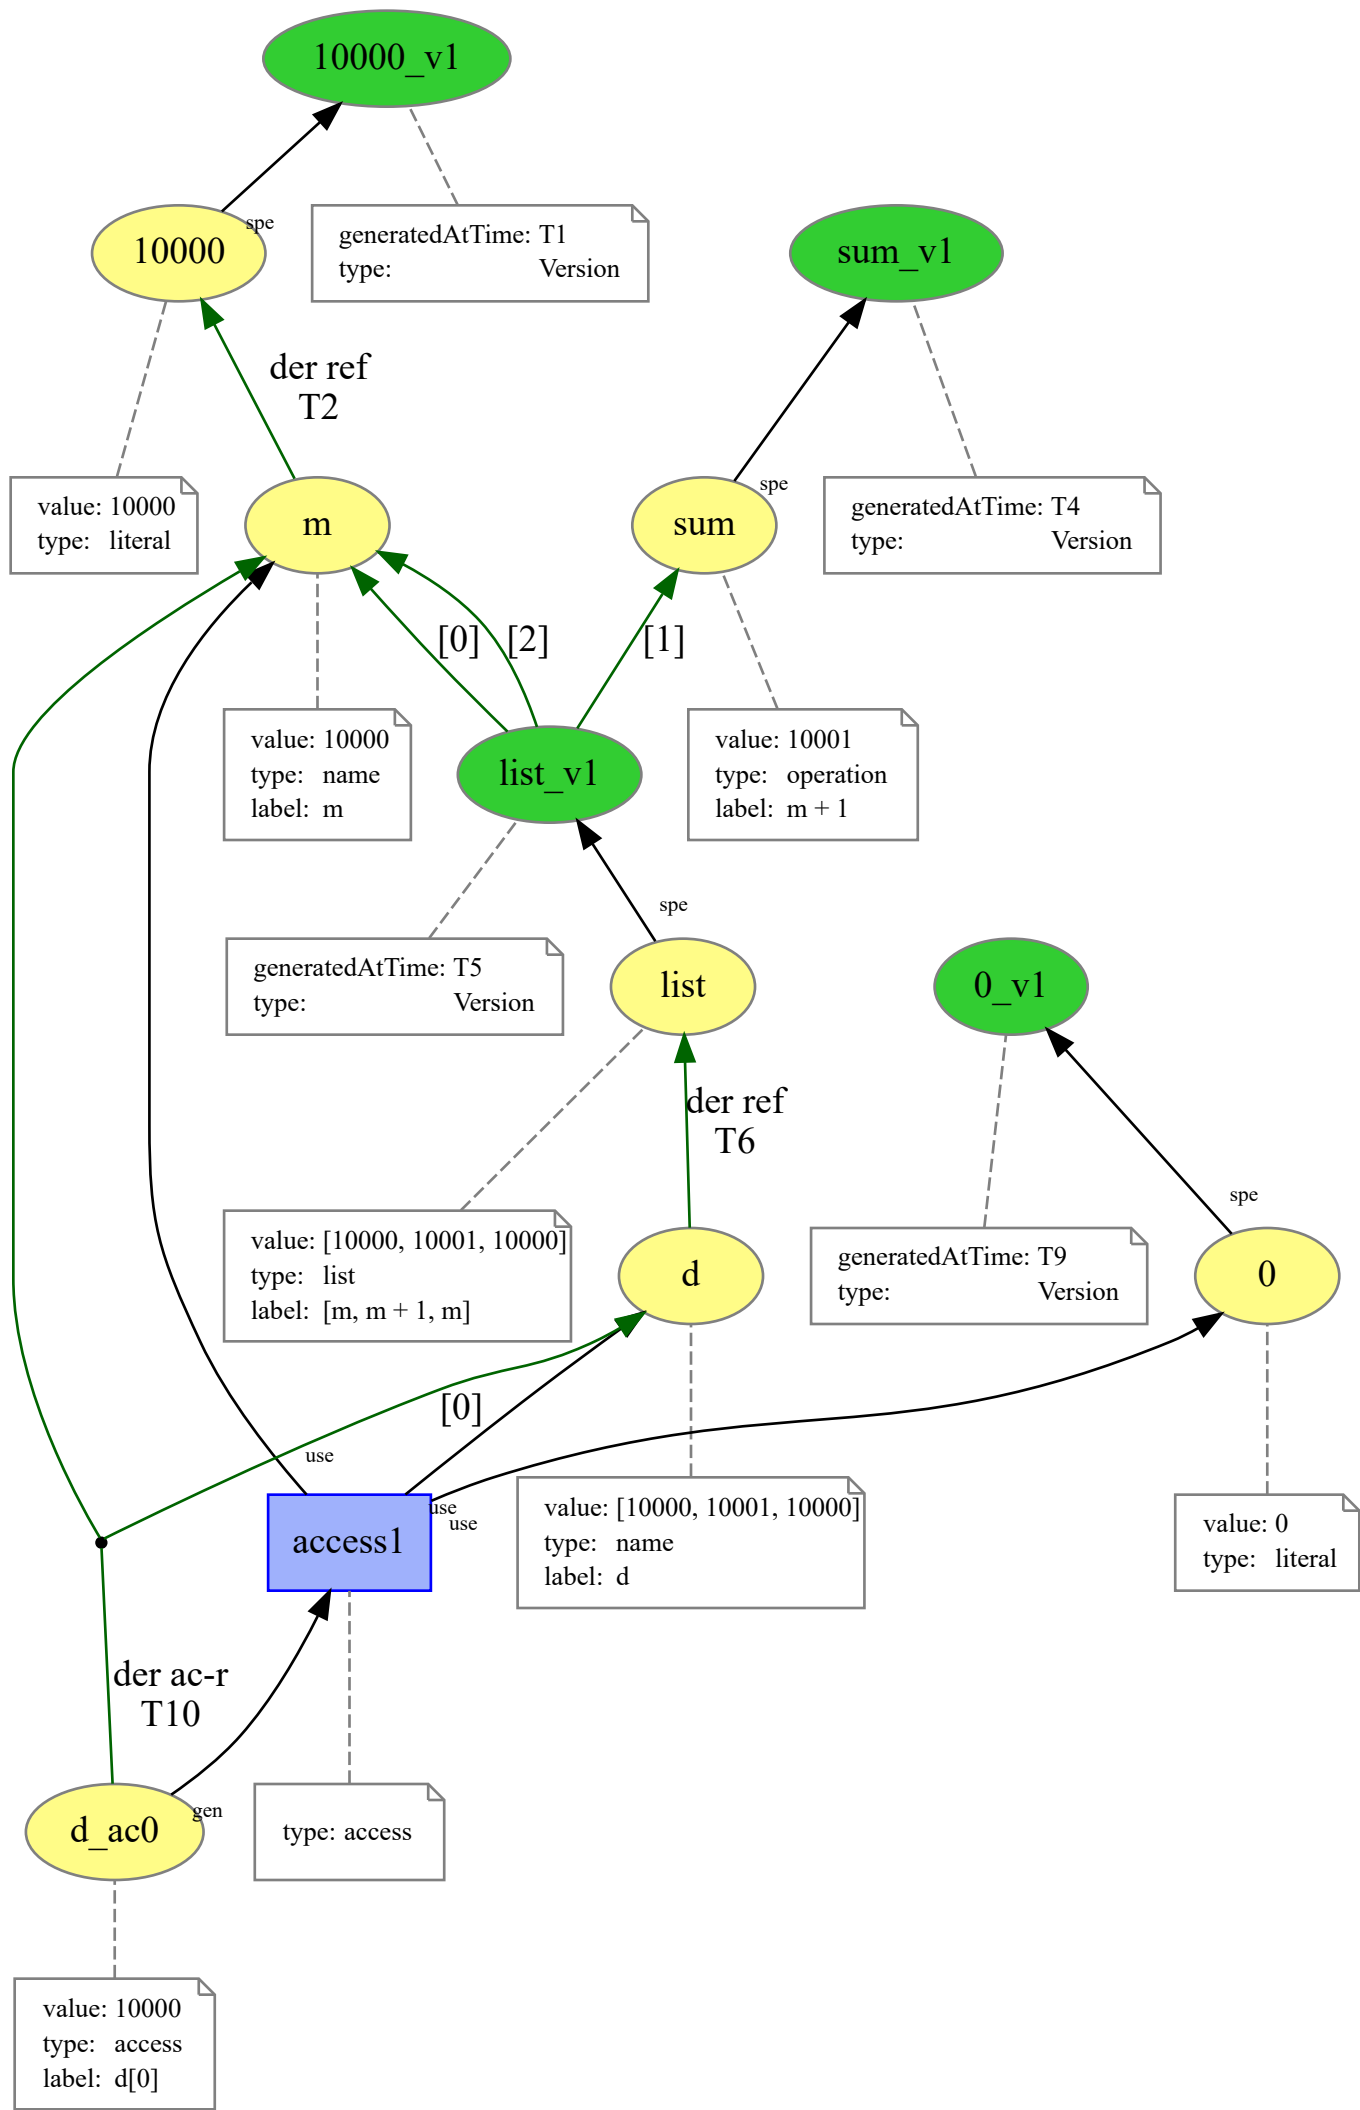 10000_v1
spe
10000
generatedAtTime: T1
type: Version
sum_v1
der ref
T2
value: 10000
type: literal
m
sum
spe
generatedAtTime: T4
type: Version
[0]
[2]
[1]
value: 10000
type: name
label: m
list_v1
value: 10001
type: operation
label: m + 1
spe
generatedAtTime: T5
type: Version
list
0_v1
der ref
T6
spe
value: [10000, 10001, 10000]
type: list
label: [m, m + 1, m]
d
generatedAtTime: T9
type: Version
0
[0]
use
use
use
access1
value: [10000, 10001, 10000]
type: name
label: d
value: 0
type: literal
der ac-r
T10
d_ac0
gen
type: access
value: 10000
type: access
label: d[0]